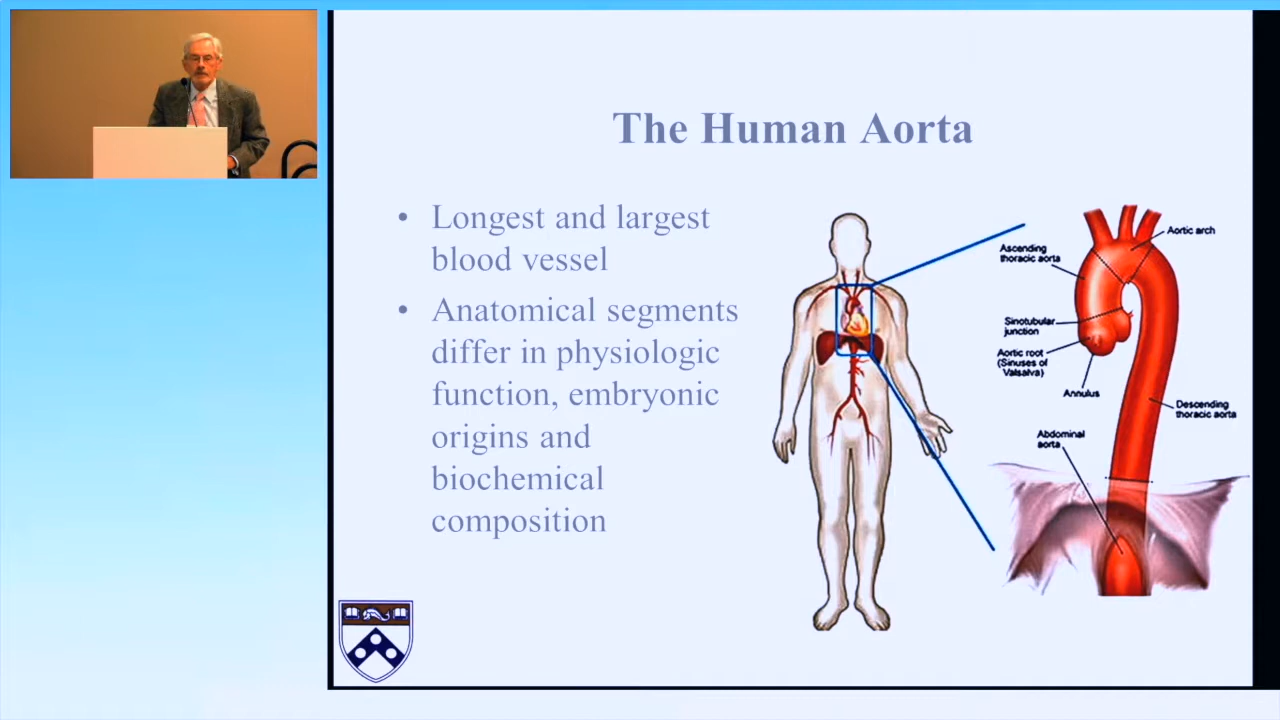 The Human Aorta
• Longest and largest
blood vessel
• Anatomical segments
differ in physiologic
function, embryonic
origins and
biochemical
composition
Aortic arch
Ascending
thoracic aorta
Sinotubular
junction
Aortic root
(Sinuses of
Valsalva)
Annulus
Descending
thoracic aorta
Abdominal
aorta